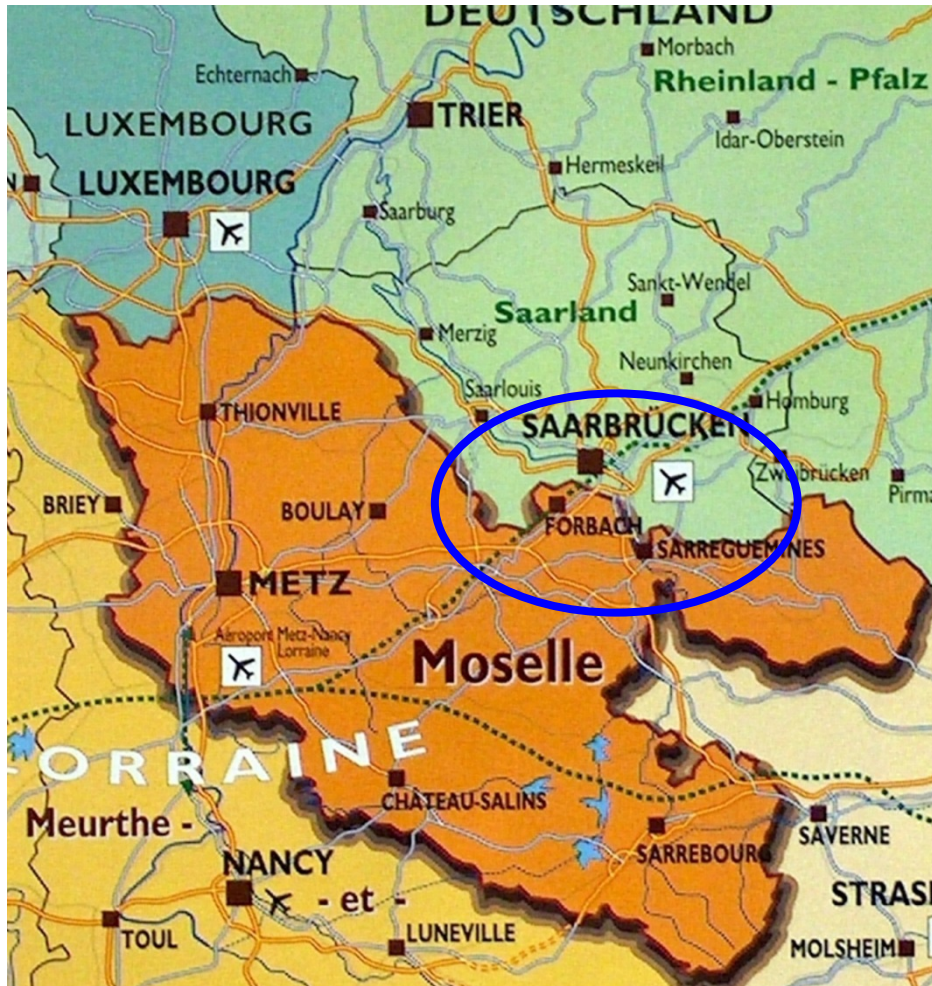 DEUTSCHLAND
Morbach
Echternach
Rheinland - Pfalz
TRIER
LUXEMBOURG
Idar-Oberstein
Hermeskeil
N
LUXEMBOURG
Saarburg
Sankt-Wendel
Saarland
Merzig
Neunkirchen
Saarlouis
Homburg
THIONVILLE
SAARBRÜCKEN
Zweibrücken
BRIEY
BOULAY
Pirma
FORBACH
SARREGUEMINES
METZ
Aéroport Metz-Nancy
Lorraine
Moselle
LORRAINE
CHÂTEAU-SALINS
Meurthe -
SAVERNE
SARREBOURG
NANCY
- et -
STRAS
TOUL
LUNEVILLE
MOLSHEIM